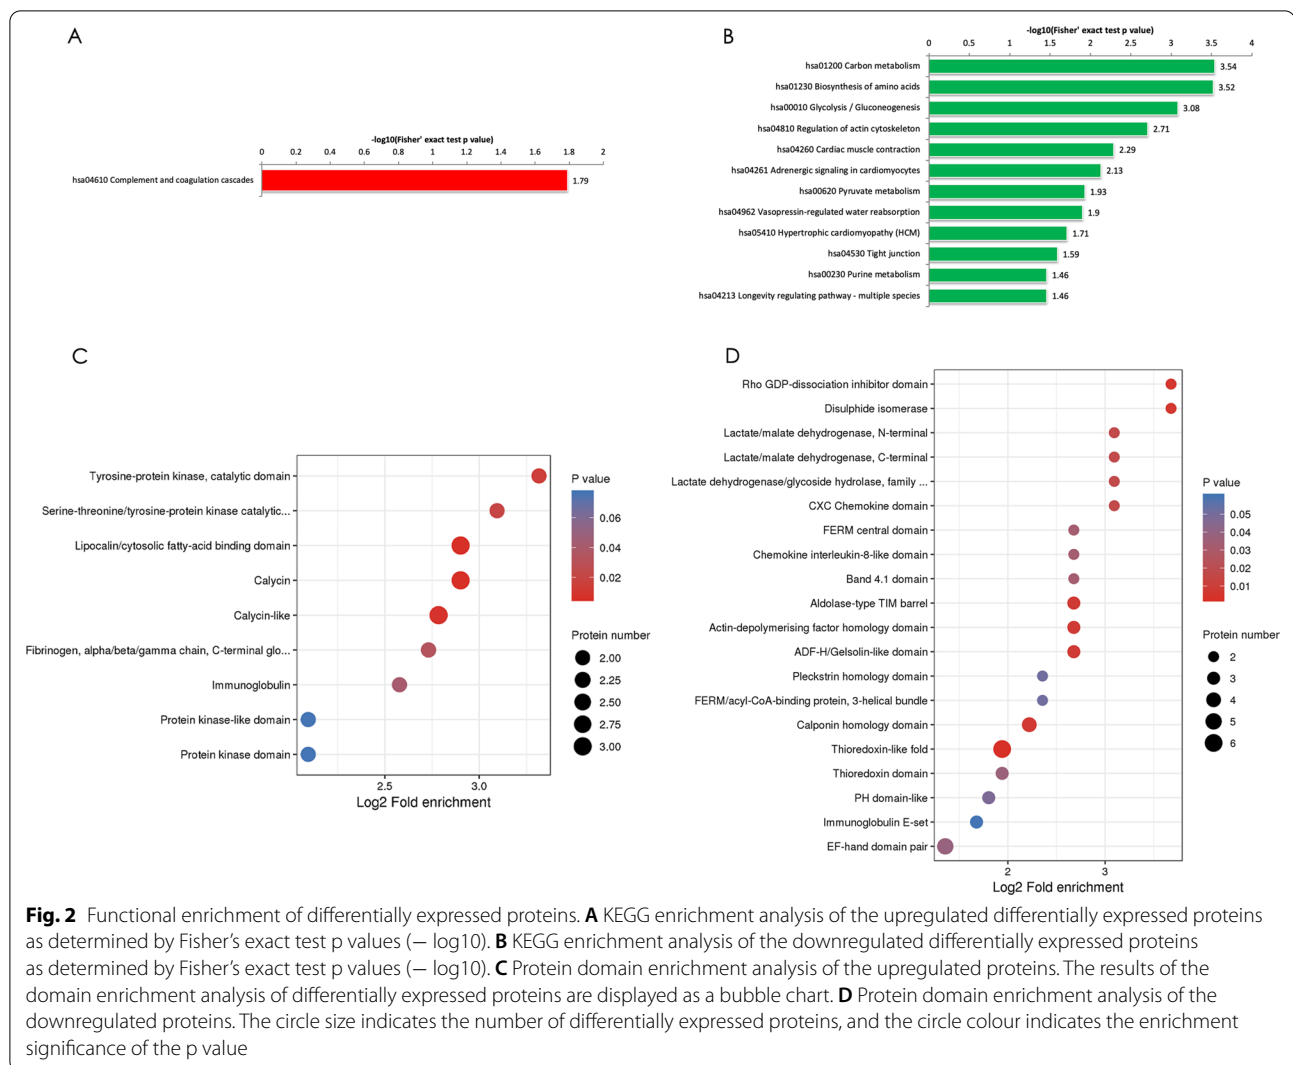 A
-log10(Fisher' exact test p value)
0 0.2 0.4 0.6 0.8 1 1.2 1.4 1.6 1.8 2
hsa04610 Complement and coagulation cascades 1.79
B
-log10(Fisher' exact test p value)
0 0.5 1 1.5 2 2.5 3 3.5 4
hsa01200 Carbon metabolism 3.54
hsa01230 Biosynthesis of amino acids 3.52
hsa00010 Glycolysis / Gluconeogenesis 3.08
hsa04810 Regulation of actin cytoskeleton 2.71
hsa04260 Cardiac muscle contraction 2.29
hsa04261 Adrenergic signaling in cardiomyocytes 2.13
hsa00620 Pyruvate metabolism 1.93
hsa04962 Vasopressin-regulated water reabsorption 1.9
hsa05410 Hypertrophic cardiomyopathy (HCM) 1.71
hsa04530 Tight junction 1.59
hsa00230 Purine metabolism 1.46
hsa04213 Longevity regulating pathway - multiple species 1.46
C
Tyrosine-protein kinase, catalytic domain
Serine-threonine/tyrosine-protein kinase catalytic...
Lipocalin/cytosolic fatty-acid binding domain
Calycin
Calycin-like
Fibrinogen, alpha/beta/gamma chain, C-terminal glo...
Immunoglobulin
Protein kinase-like domain
Protein kinase domain
2.5 3.0
Log2 Fold enrichment
P value
0.06
0.04
0.02
Protein number
2.00
2.25
2.50
2.75
3.00
D
Rho GDP-dissociation inhibitor domain
Disulphide isomerase
Lactate/malate dehydrogenase, N-terminal
Lactate/malate dehydrogenase, C-terminal
Lactate dehydrogenase/glycoside hydrolase, family ...
CXC Chemokine domain
FERM central domain
Chemokine interleukin-8-like domain
Band 4.1 domain
Aldolase-type TIM barrel
Actin-depolymerising factor homology domain
ADF-H/Gelsolin-like domain
Pleckstrin homology domain
FERM/acyl-CoA-binding protein, 3-helical bundle
Calponin homology domain
Thioredoxin-like fold
Thioredoxin domain
PH domain-like
Immunoglobulin E-set
EF-hand domain pair
2 3
Log2 Fold enrichment
P value
0.05
0.04
0.03
0.02
0.01
Protein number
2
3
4
5
6
Fig. 2 Functional enrichment of differentially expressed proteins. A KEGG enrichment analysis of the upregulated differentially expressed proteins
as determined by Fisher's exact test p values (− log10). B KEGG enrichment analysis of the downregulated differentially expressed proteins
as determined by Fisher's exact test p values (− log10). C Protein domain enrichment analysis of the upregulated proteins. The results of the
domain enrichment analysis of differentially expressed proteins are displayed as a bubble chart. D Protein domain enrichment analysis of the
downregulated proteins. The circle size indicates the number of differentially expressed proteins, and the circle colour indicates the enrichment
significance of the p value